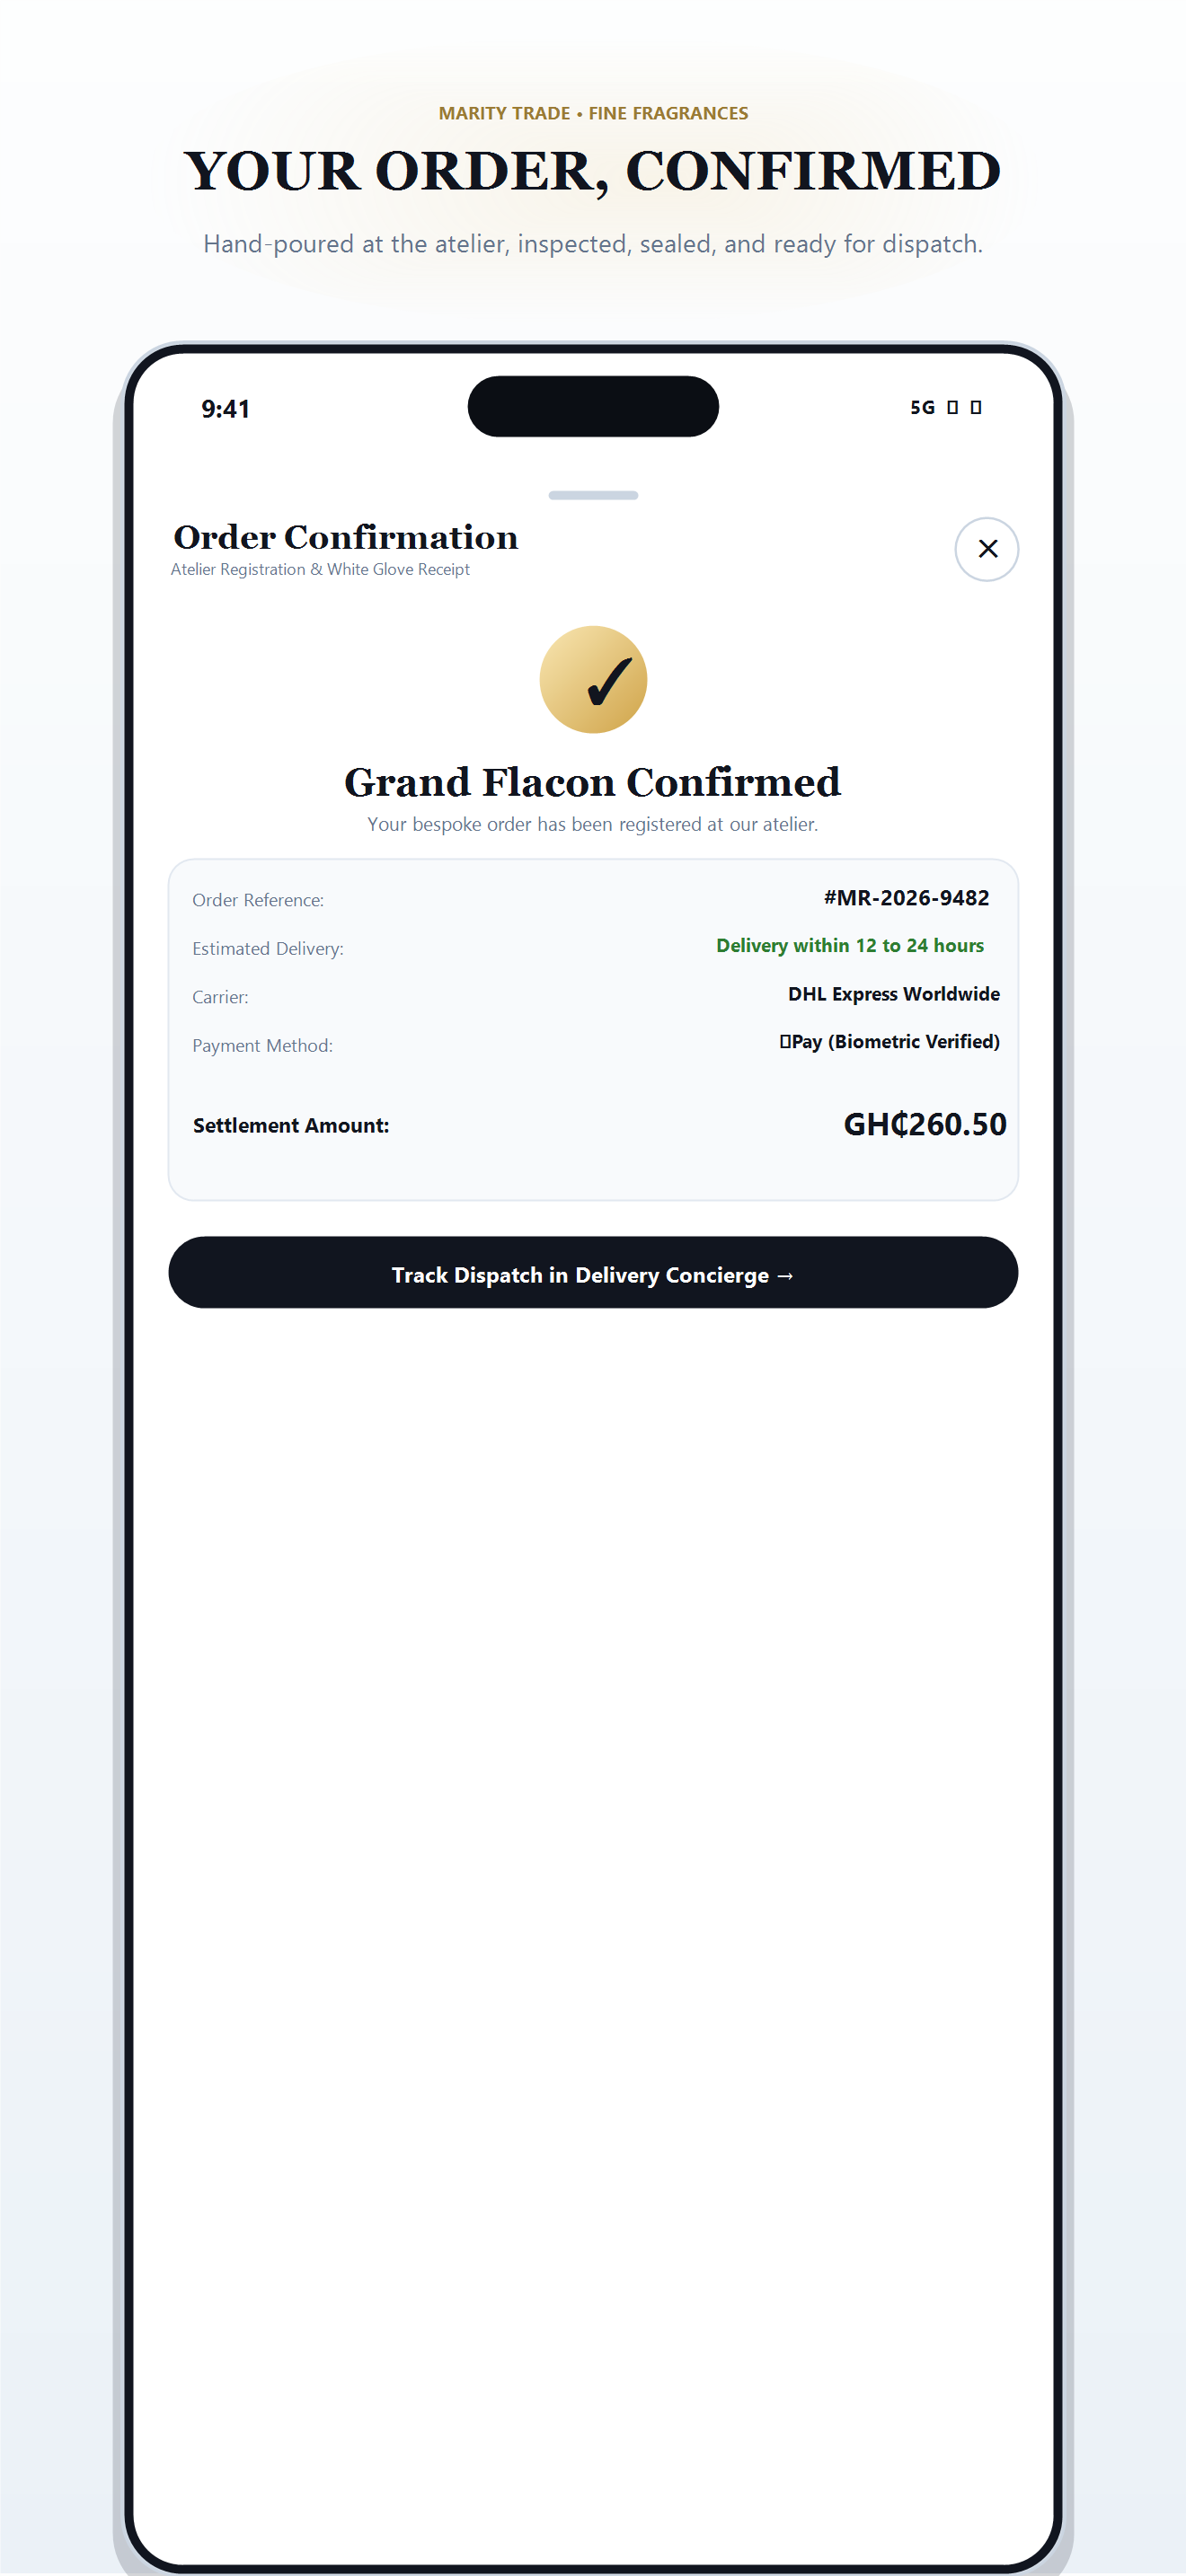 MARITY TRADE • FINE FRAGRANCES
YOUR ORDER, CONFIRMED
Hand-poured at the atelier, inspected, sealed, and ready for dispatch.
9:41
5G
Order Confirmation
Atelier Registration & White Glove Receipt
✕
✓
Grand Flacon Confirmed
Your bespoke order has been registered at our atelier.
Order Reference: #MR-2026-9482
Estimated Delivery: Delivery within 12 to 24 hours
Carrier: DHL Express Worldwide
Payment Method: Pay (Biometric Verified)
Settlement Amount: GH₵260.50
Track Dispatch in Delivery Concierge →